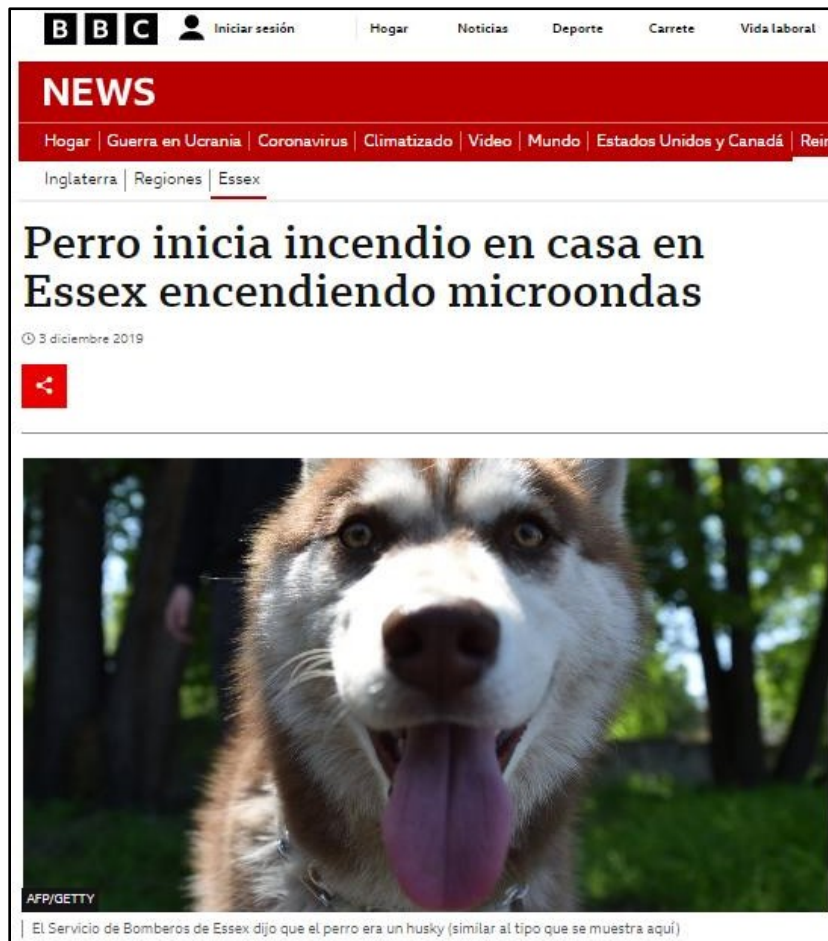 BBC Iniciar sesión Hogar Noticias Deporte Carrete Vida laboral
NEWS
Hogar | Guerra en Ucrania | Coronavirus | Climatizado | Video | Mundo | Estados Unidos y Canadá |
Inglaterra | Regiones | Essex
Perro inicia incendio en casa en
Essex encendiendo microondas
3 diciembre 2019
AFP/GETTY
El Servicio de Bomberos de Essex dijo que el perro era un husky (similar al tipo que se muestra aquí)